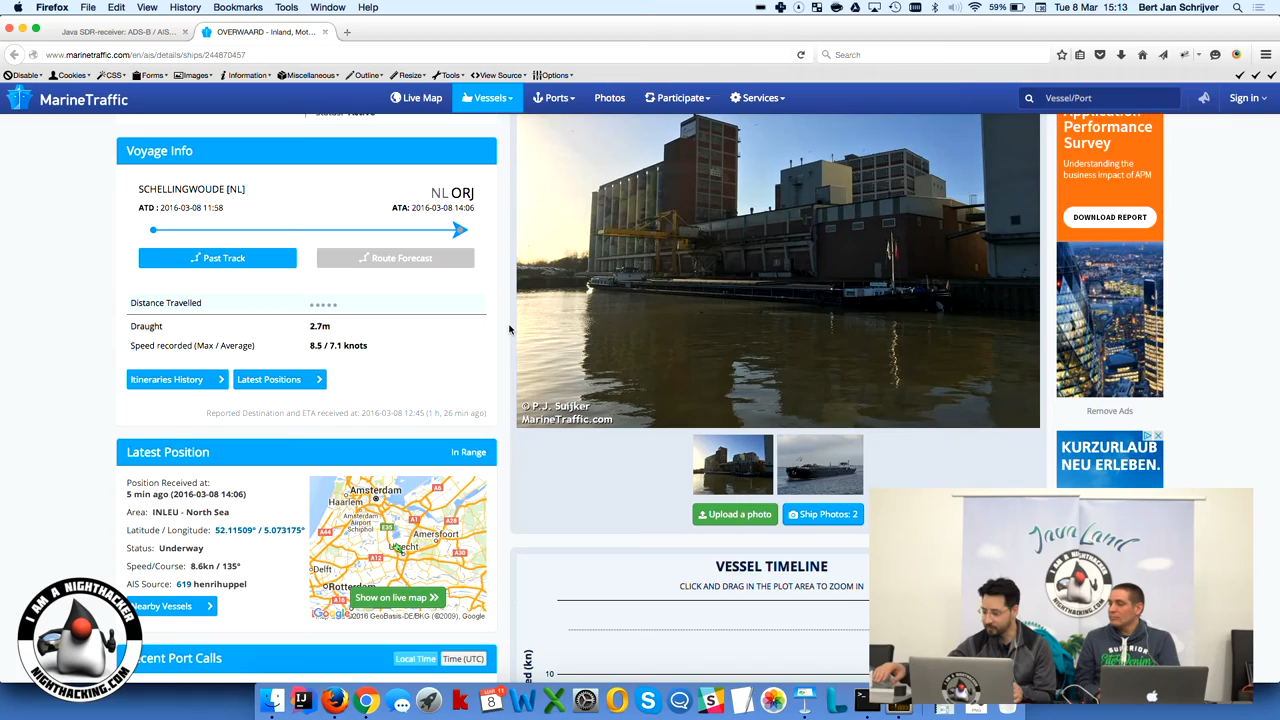 Firefox File Edit View History Bookmarks Tools Window Help
59% Tue 8 Mar 15:13 Bert Jan Schrijver
Java SDR-receiver: ADS-B / AIS...
OVERWAARD - Inland, Mot...
www.marinetraffic.com/en/ais/details/ships/244870457
Search
Disable Cookies CSS Forms Images Information Miscellaneous Outline Resize Tools View Source Options
MarineTraffic
Live Map Vessels Ports Photos Participate Services
Vessel/Port
Sign in
Status: Active
Voyage Info
SCHELLINGWOUDE [NL]
NL ORJ
ATD : 2016-03-08 11:58
ATA: 2016-03-08 14:06
Past Track
Route Forecast
Distance Travelled
Draught 2.7m
Speed recorded (Max / Average) 8.5 / 7.1 knots
Itineraries History
Latest Positions
Reported Destination and ETA received at: 2016-03-08 12:45 (1 h, 26 min ago)
Latest Position
In Range
Position Received at:
5 min ago (2016-03-08 14:06)
Area: INLEU - North Sea
Latitude / Longitude: 52.11509° / 5.073175°
Status: Underway
Speed/Course: 8.6kn / 135°
AIS Source: 619 henrihuppel
Nearby Vessels
Amsterdam
Haarlem
Amsterdam
Airport
Schiphol
Amersfoort
Utrecht
Delft
Rotterdam
Show on live map
Google
©2016 GeoBasis-DE/BKG (©2009), Google
Recent Port Calls
Local Time
Time (UTC)
© P.J. Suijker
MarineTraffic.com
Upload a photo
Ship Photos: 2
VESSEL TIMELINE
CLICK AND DRAG IN THE PLOT AREA TO ZOOM IN
10
ed (kn)
Application
Performance
Survey
Understanding the
business impact of APM
DOWNLOAD REPORT
Remove Ads
KURZURLAUB
NEU ERLEBEN.
JavaLand
I AM A NIGHTHACKER
NIGHTHACKING.COM
SUPERIOR